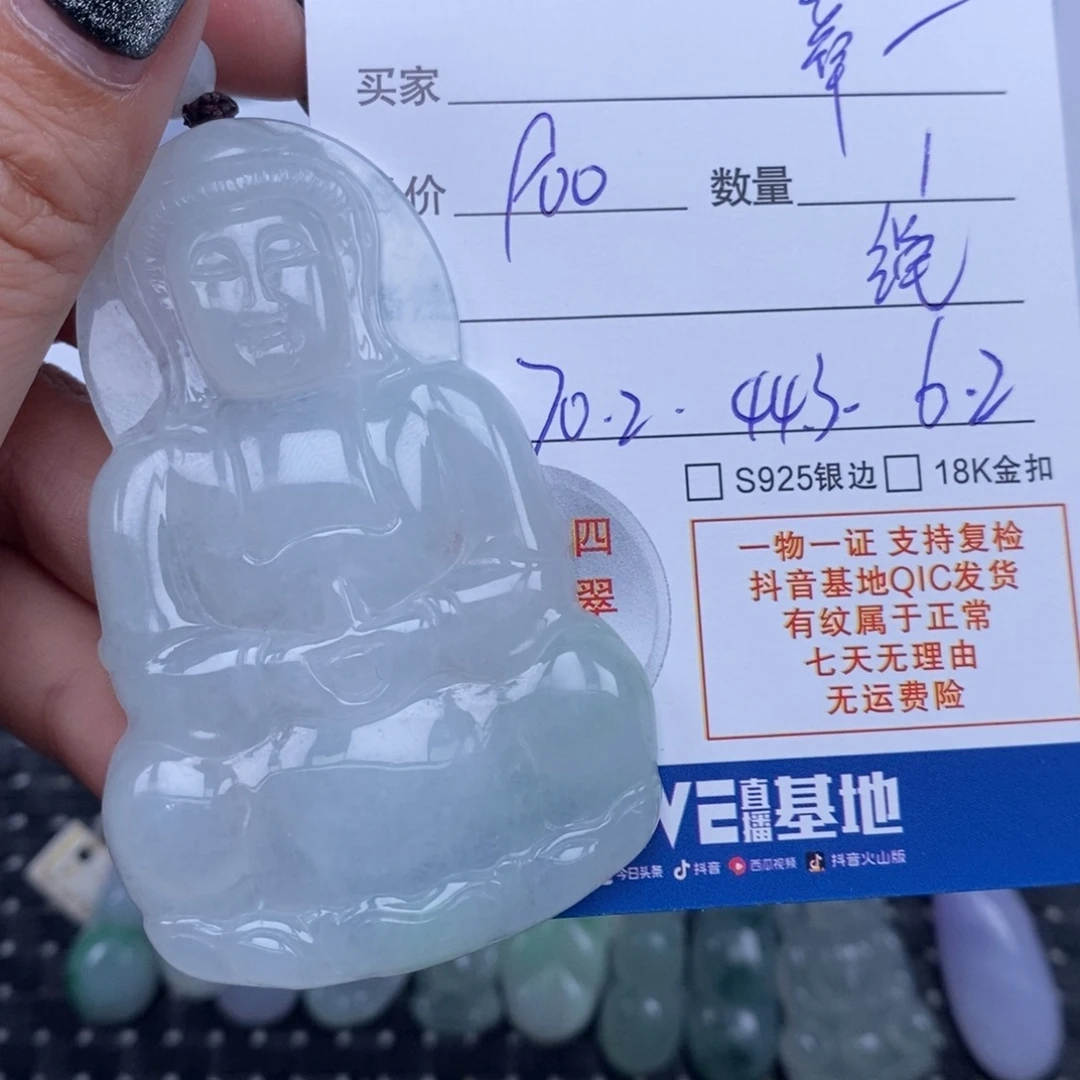 买家
价 900 数量 1
绳
70.2 · 44.3 · 6.2
S925银边 18K金扣
四
翠
一物一证 支持复检
抖音基地QIC发货
有纹属于正常
七天无理由
无运费险
VE直播基地
今日头条 抖音 西瓜视频 抖音火山版